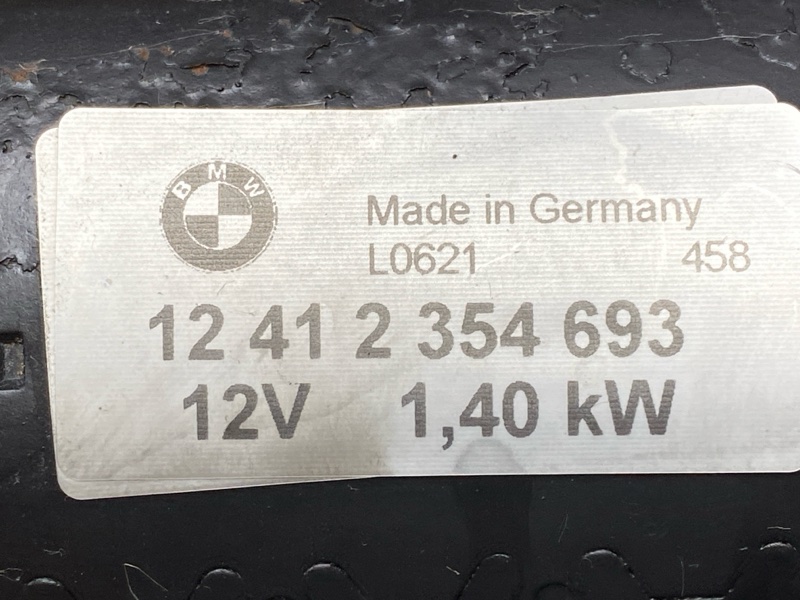 BMW
Made in Germany
L0621 458
12 41 2 354 693
12V 1,40 kW